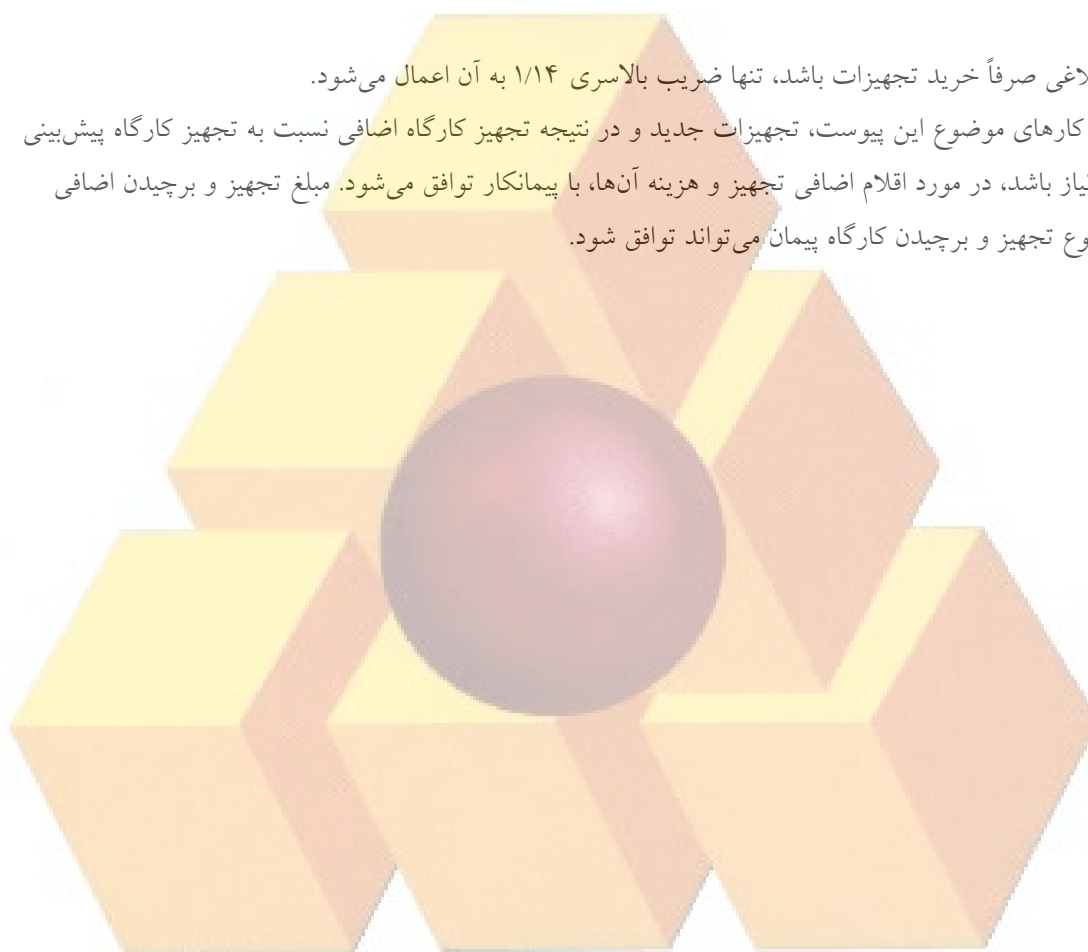 لاغی صرفاً خرید تجهیزات باشد، تنها ضریب بالاسری ۱/۱۴ به آن اعمال می‌شود.
کارهای موضوع این پیوست، تجهیزات جدید و در نتیجه تجهیز کارگاه اضافی نسبت به تجهیز کارگاه پیش‌بینی
نیاز باشد، در مورد اقلام اضافی تجهیز و هزینه آن‌ها، با پیمانکار توافق می‌شود. مبلغ تجهیز و برچیدن اضافی
وع تجهیز و برچیدن کارگاه پیمان می‌تواند توافق شود.